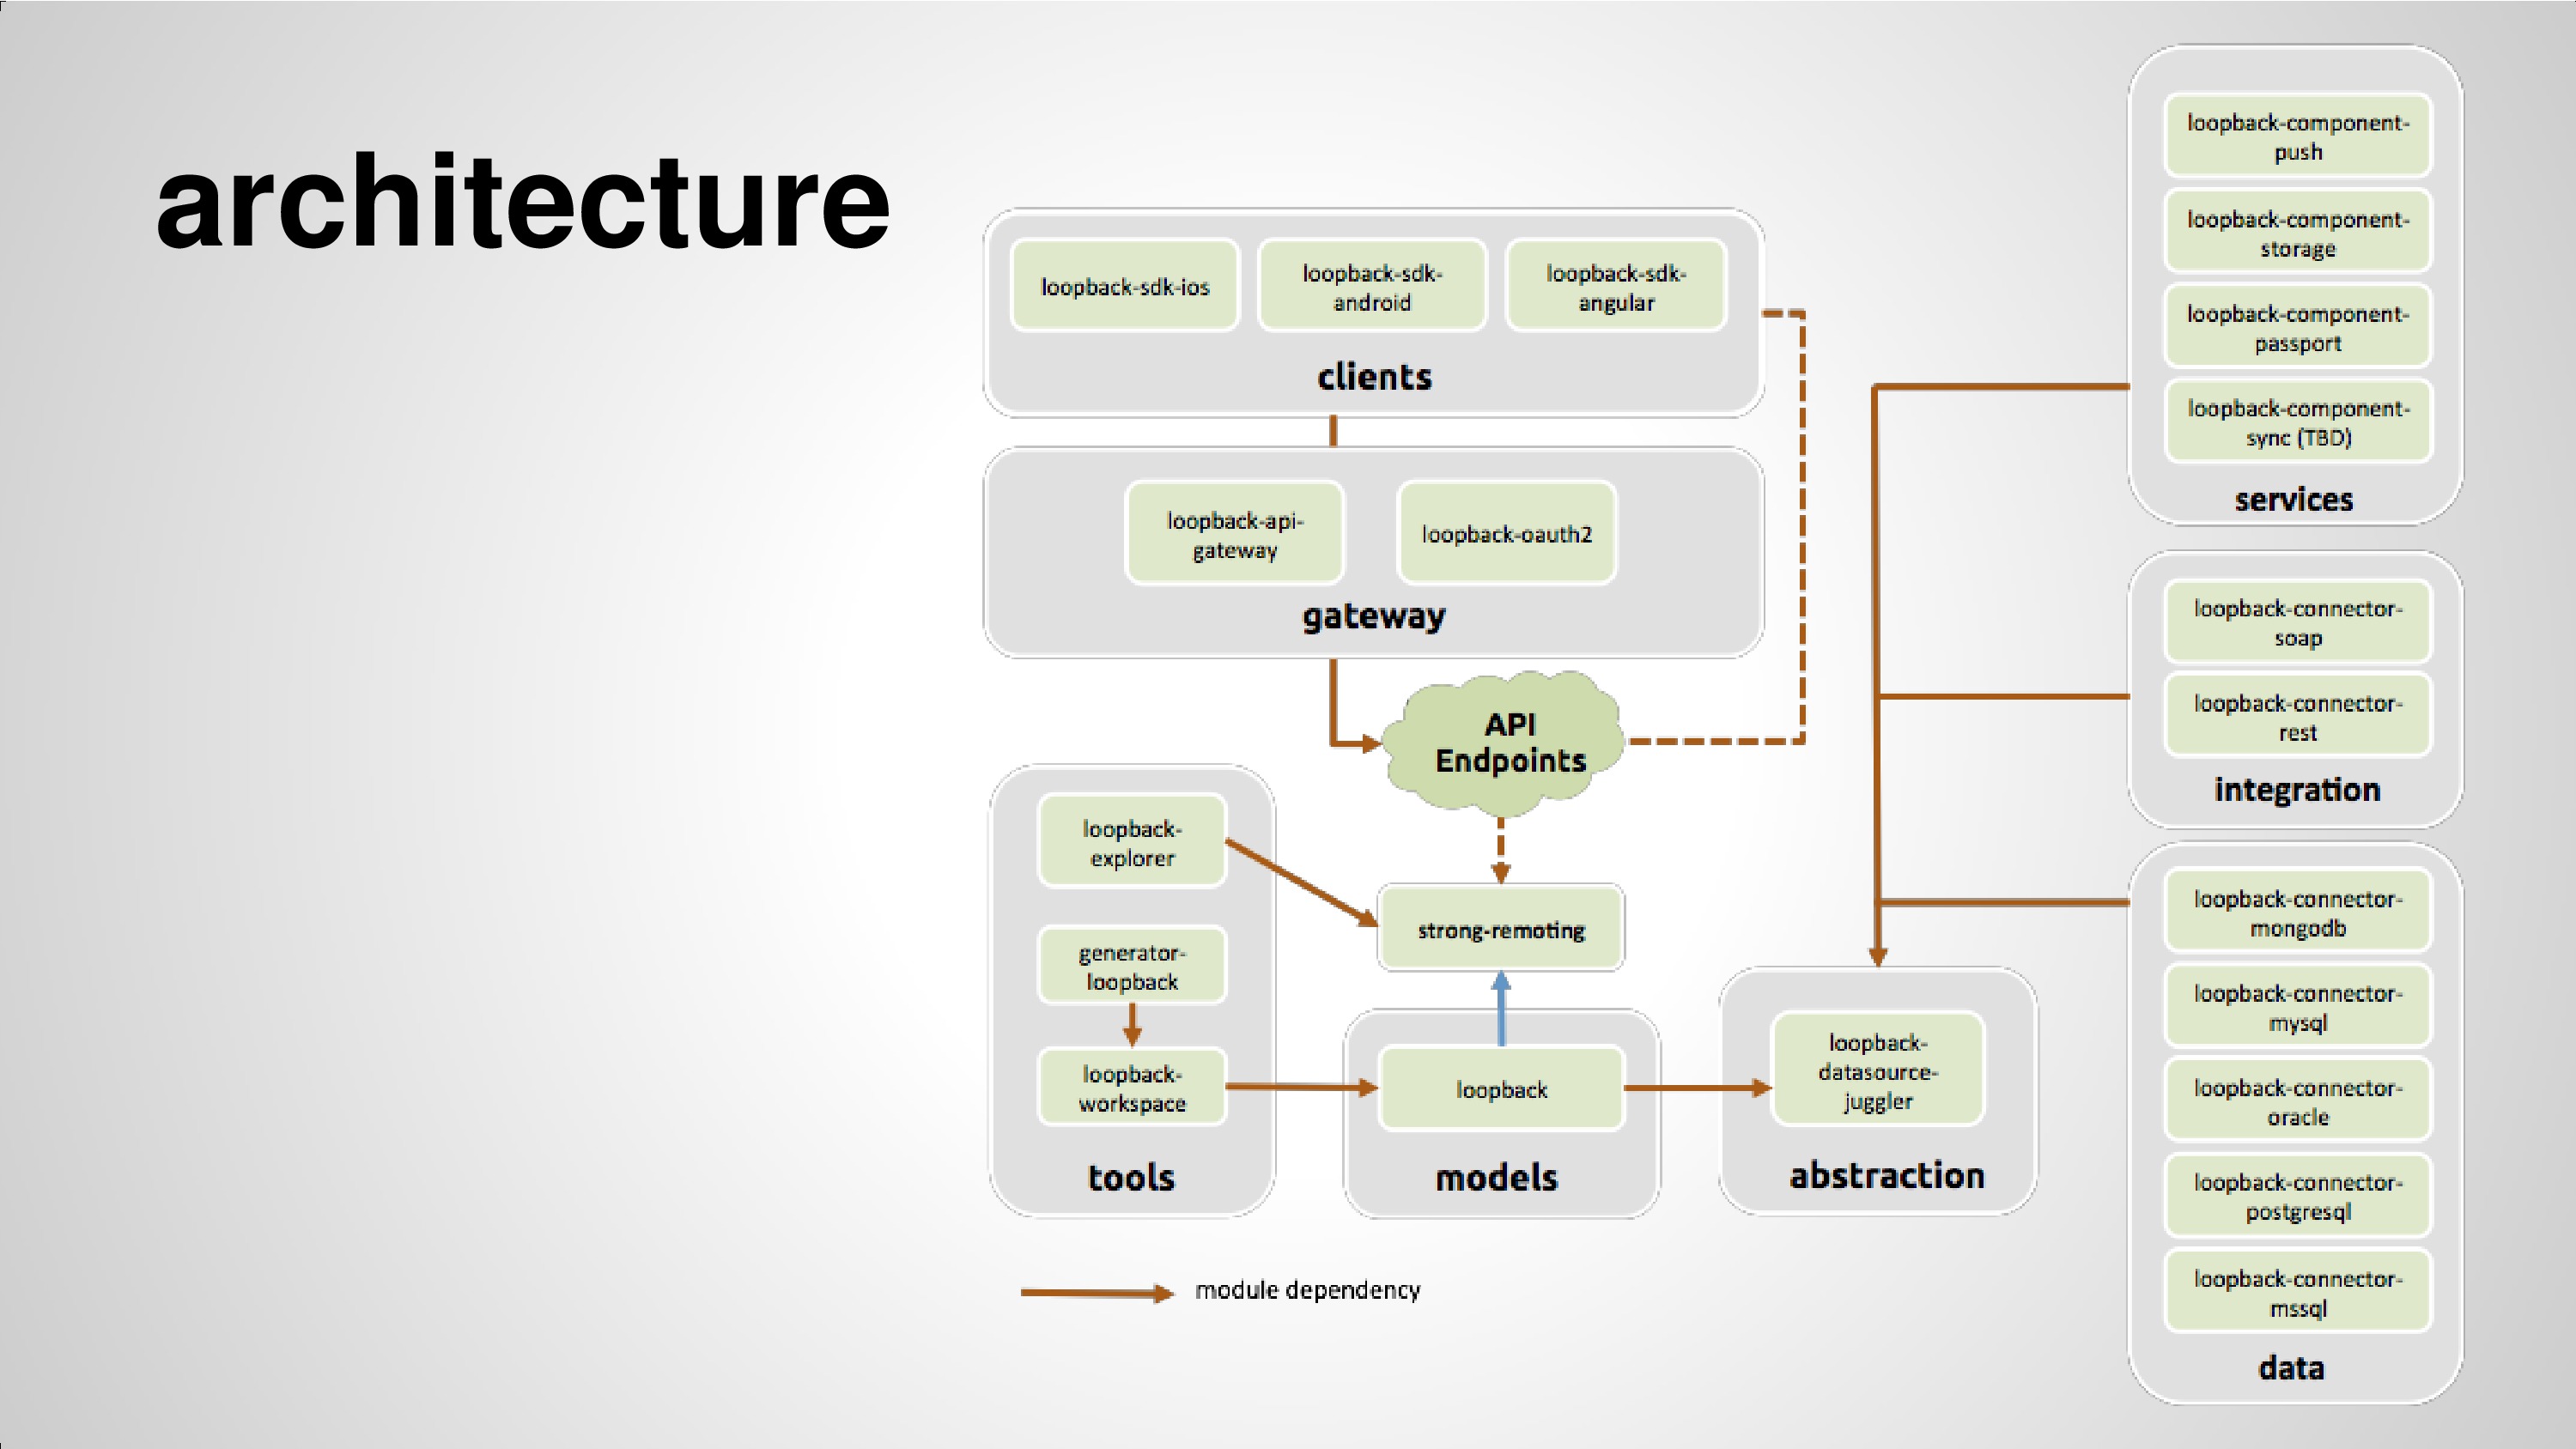 architecture
loopback-sdk-ios
loopback-sdk-
android
loopback-sdk-
angular
clients
loopback-api-
gateway
loopback-oauth2
gateway
API
Endpoints
loopback-
explorer
generator-
loopback
loopback-
workspace
tools
strong-remoting
loopback
models
loopback-
datasource-
juggler
abstraction
module dependency
loopback-component-
push
loopback-component-
storage
loopback-component-
passport
loopback-component-
sync (TBD)
services
loopback-connector-
soap
loopback-connector-
rest
integration
loopback-connector-
mongodb
loopback-connector-
mysql
loopback-connector-
oracle
loopback-connector-
postgresql
loopback-connector-
mssql
data